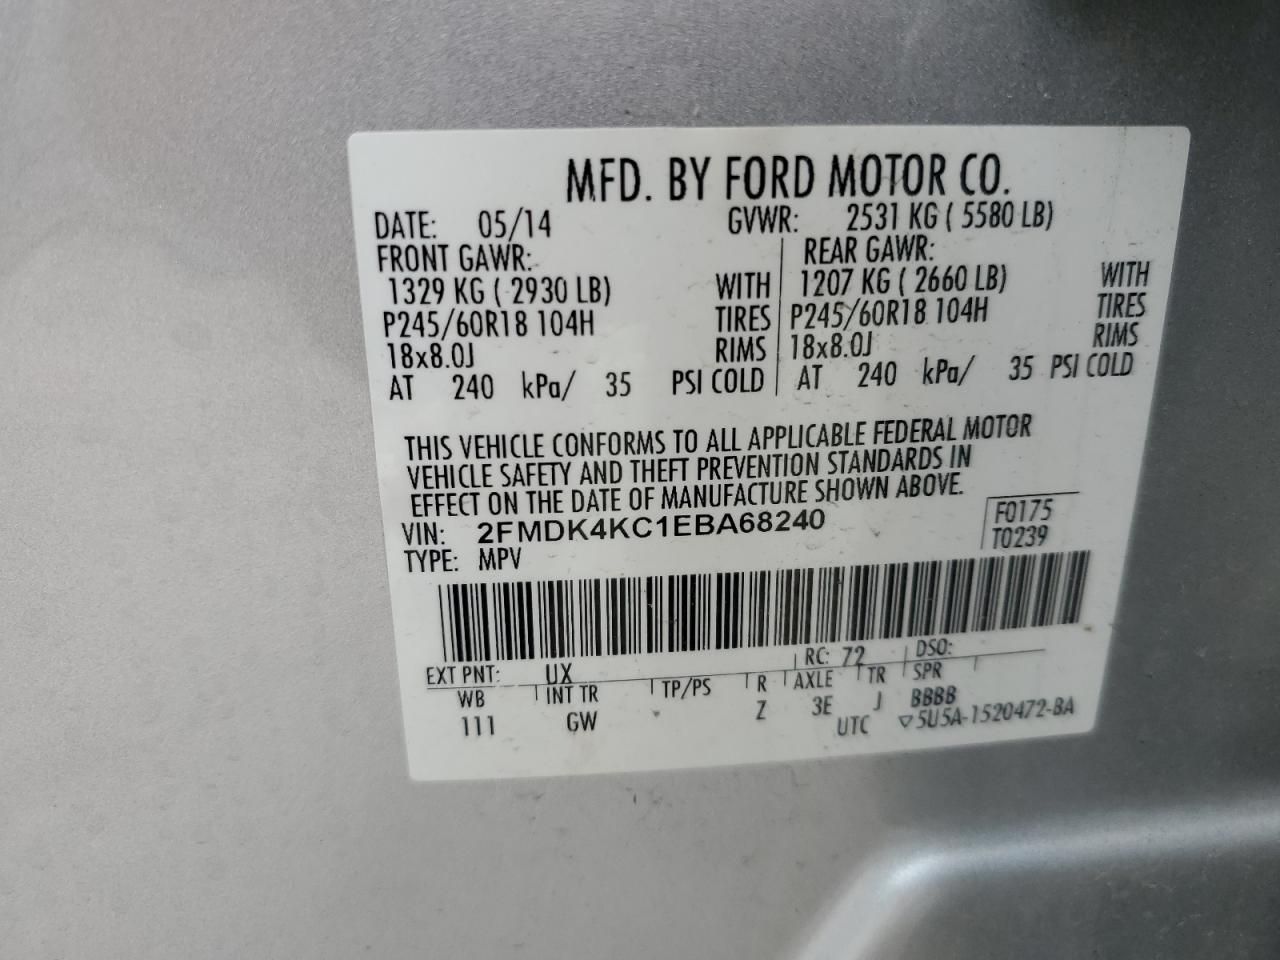 MFD. BY FORD MOTOR CO.
DATE: 05/14 GVWR: 2531 KG ( 5580 LB)
FRONT GAWR: REAR GAWR:
1329 KG ( 2930 LB) WITH 1207 KG ( 2660 LB) WITH
P245/60R18 104H TIRES P245/60R18 104H TIRES
18x8.0J RIMS 18x8.0J RIMS
AT 240 kPa/ 35 PSI COLD AT 240 kPa/ 35 PSI COLD
THIS VEHICLE CONFORMS TO ALL APPLICABLE FEDERAL MOTOR
VEHICLE SAFETY AND THEFT PREVENTION STANDARDS IN
EFFECT ON THE DATE OF MANUFACTURE SHOWN ABOVE.
VIN: 2FMDK4KC1EBA68240 F0175
TYPE: MPV T0239
EXT PNT: UX RC: 72 DSO:
WB INT TR TP/PS R AXLE TR SPR
111 GW Z 3E J BBBB
UTC ▽5U5A-1520472-BA